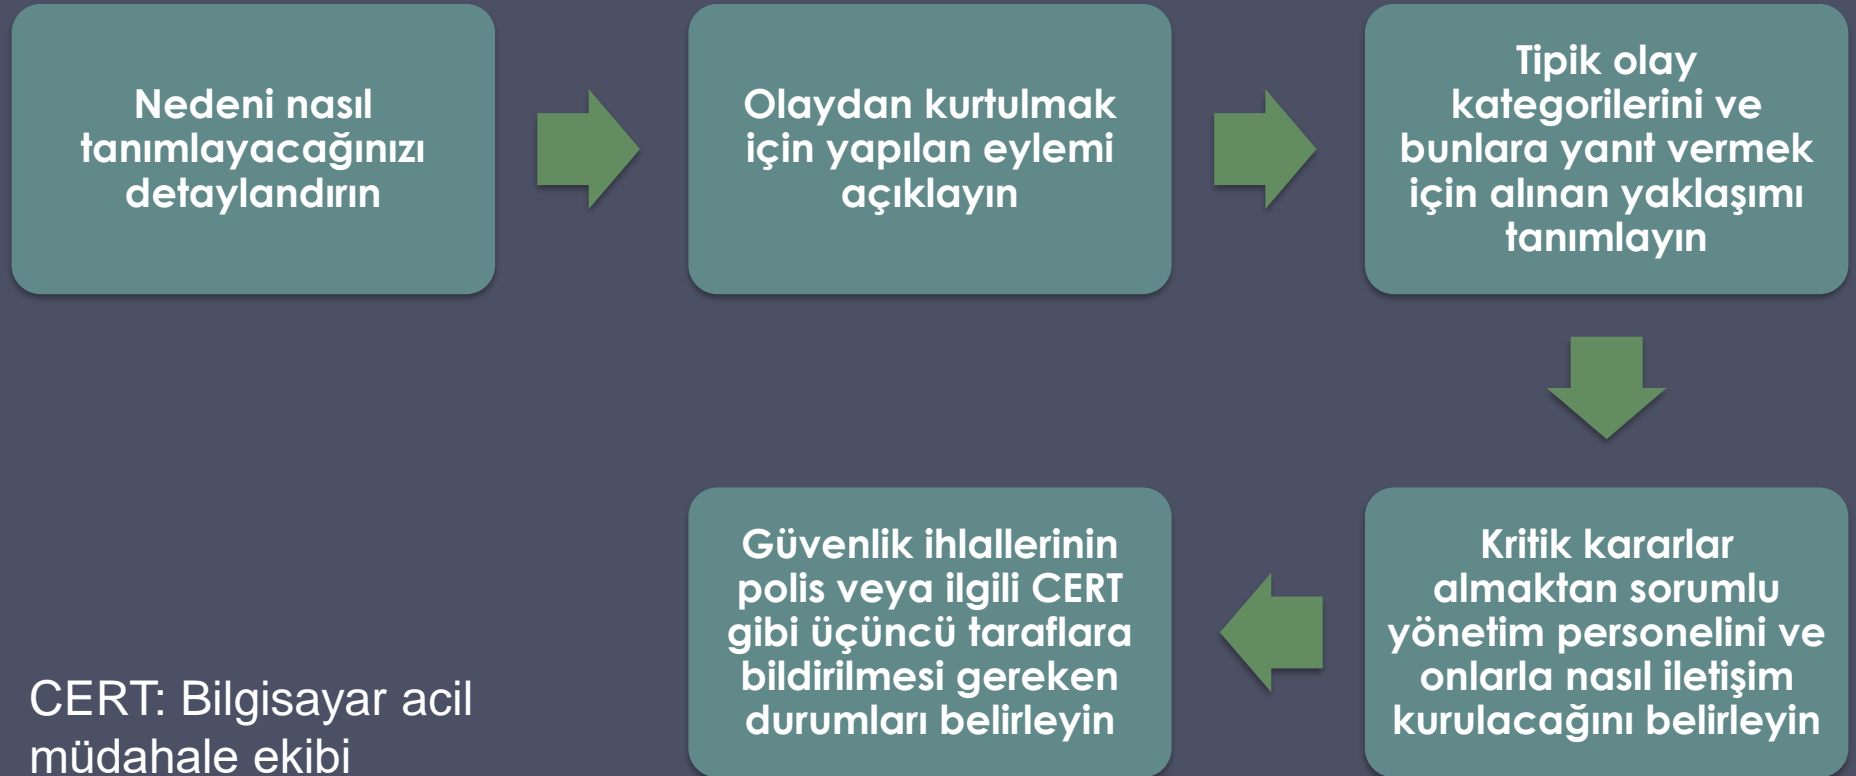 Nedeni nasıl
tanımlayacağınızı
detaylandırın
Olaydan kurtulmak
için yapılan eylemi
açıklayın
Tipik olay
kategorilerini ve
bunlara yanıt vermek
için alınan yaklaşımı
tanımlayın
Kritik kararlar
almaktan sorumlu
yönetim personelini ve
onlarla nasıl iletişim
kurulacağını belirleyin
Güvenlik ihlallerinin
polis veya ilgili CERT
gibi üçüncü taraflara
bildirilmesi gereken
durumları belirleyin
CERT: Bilgisayar acil
müdahale ekibi